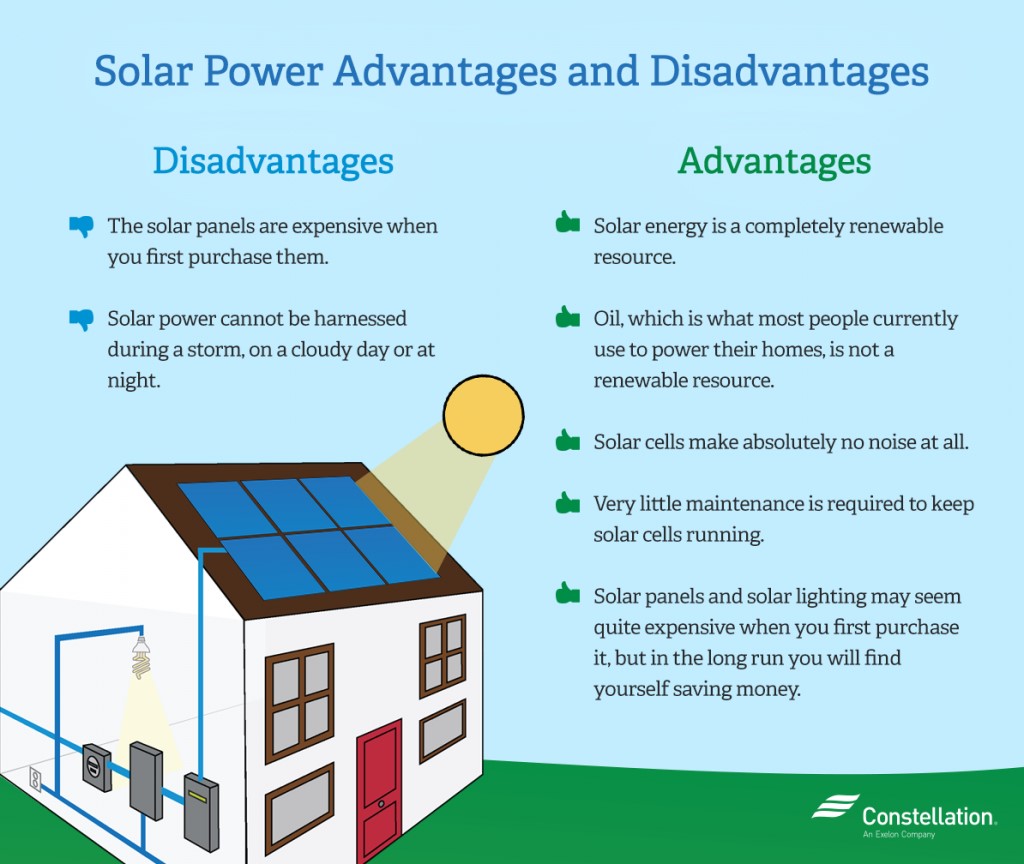 Solar Power Advantages and Disadvantages
Disadvantages
The solar panels are expensive when
you first purchase them.
Solar power cannot be harnessed
during a storm, on a cloudy day or at
night.
Advantages
Solar energy is a completely renewable
resource.
Oil, which is what most people currently
use to power their homes, is not a
renewable resource.
Solar cells make absolutely no noise at all.
Very little maintenance is required to keep
solar cells running.
Solar panels and solar lighting may seem
quite expensive when you first purchase
it, but in the long run you will find
yourself saving money.
Constellation®
An Exelon Company